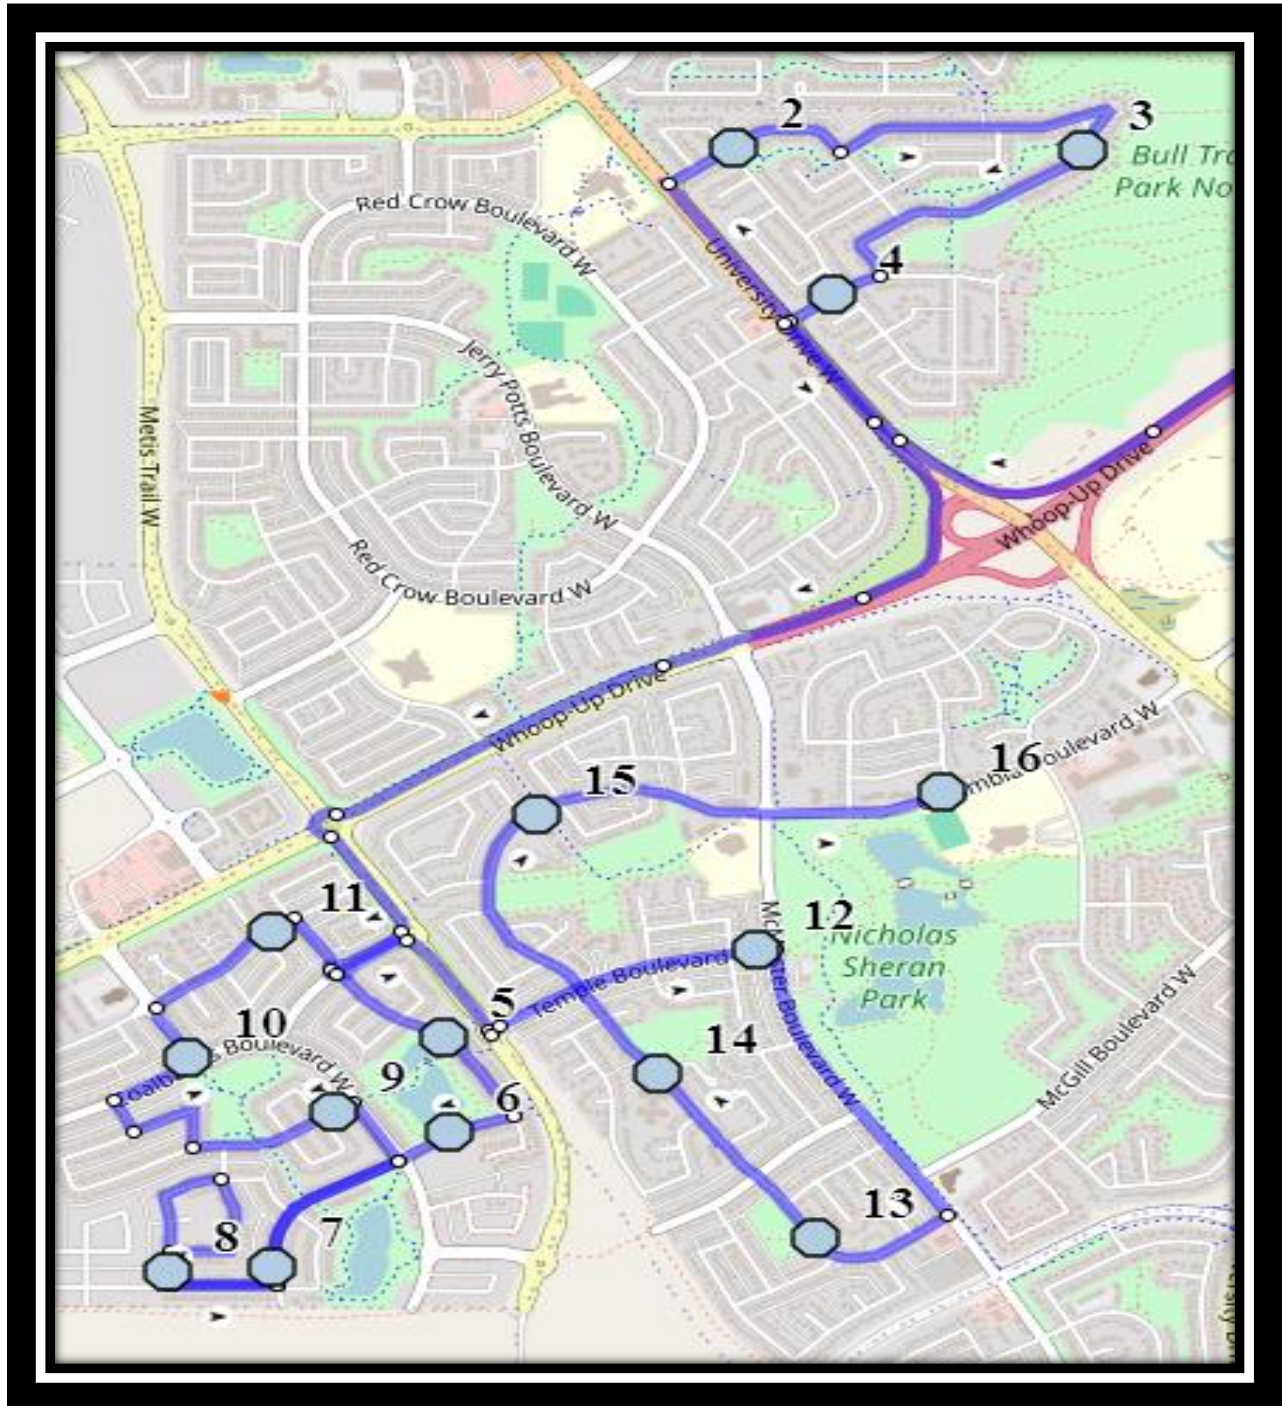 2
3
Bull Tra
Park No
Red Crow Boulevard W
4
University Drive W
Jerry Potts Boulevard W
Metis Trail W
Whoop-Up Drive
Red Crow Boulevard W
Whoop-Up Drive
16
mbia Boulevard W
15
11
12
Nicholas
Sheran
Park
Temple Boulevard
5
10
s Boulevard W
14
9
6
McGill Boulevard W
13
8
7